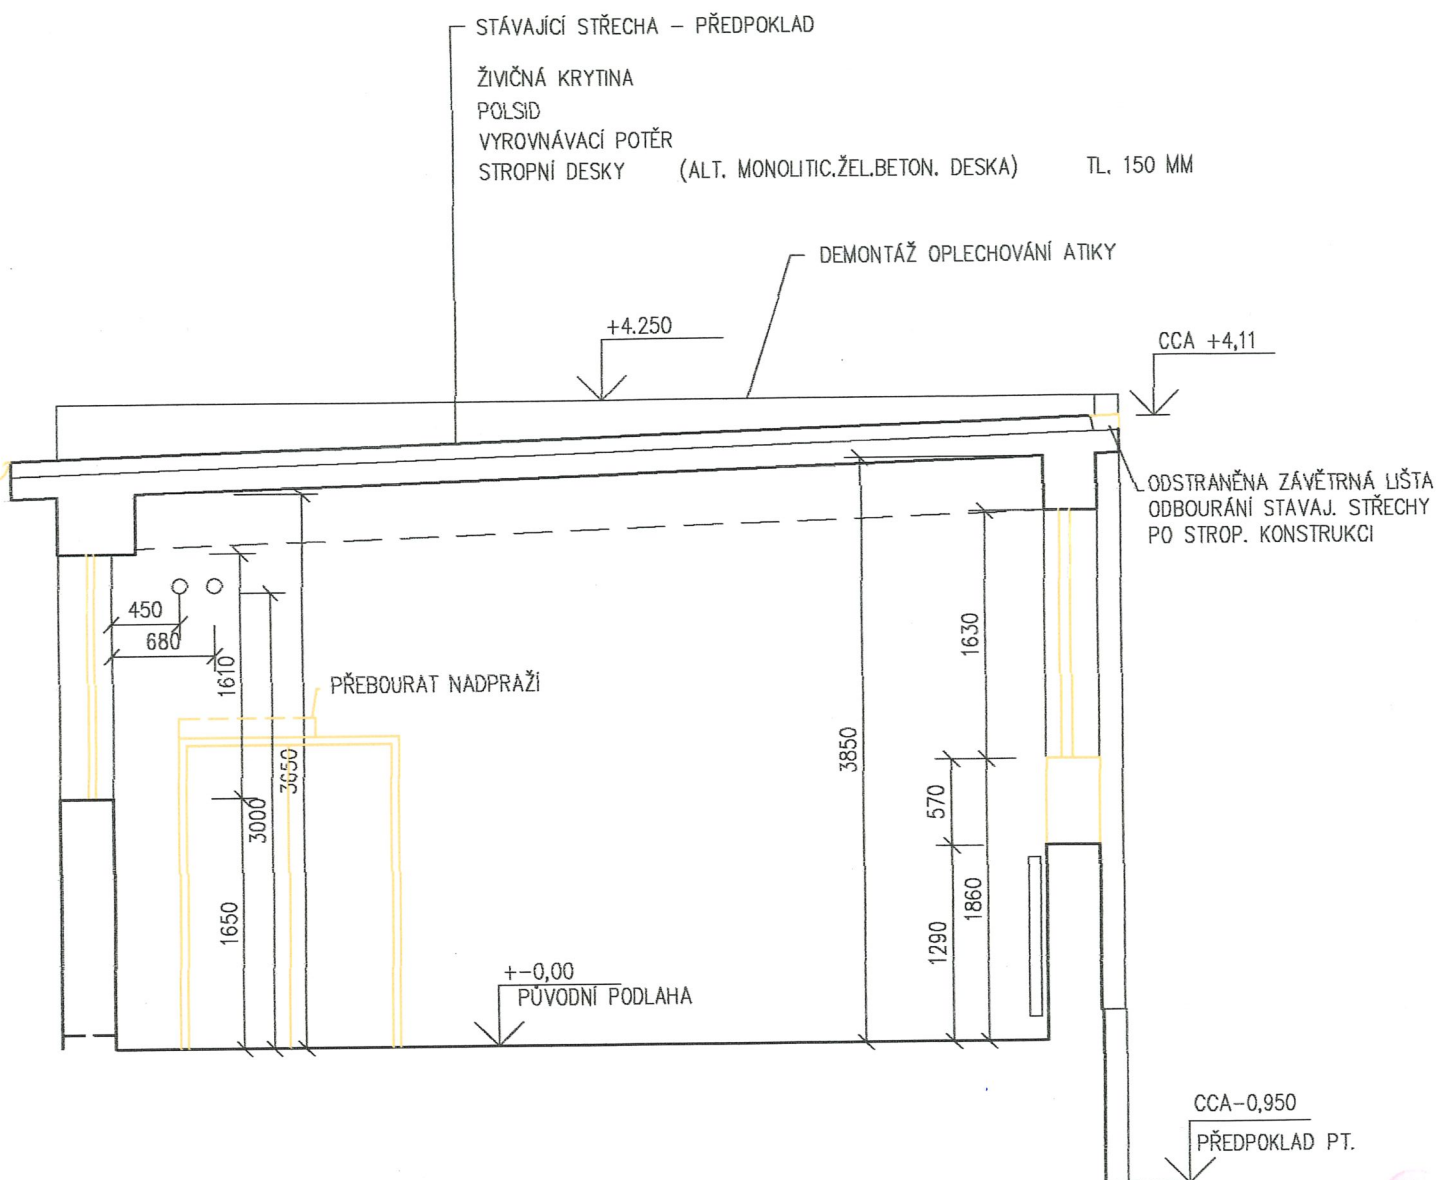 STÁVAJÍCÍ STŘECHA – PŘEDPOKLAD
ŽIVIČNÁ KRYTINA
POLSID
VYROVNÁVACÍ POTĚR
STROPNÍ DESKY (ALT. MONOLITIC.ŽEL.BETON. DESKA) TL. 150 MM
DEMONTÁŽ OPLECHOVÁNÍ ATIKY
+4.250
CCA +4,11
ODSTRANĚNA ZÁVĚTRNÁ LIŠTA
ODBOURÁNÍ STAVAJ. STŘECHY
PO STROP. KONSTRUKCI
450
680
1610
1630
PŘEBOURAT NADPRAŽÍ
3650
3850
3000
570
1650
1860
1290
+-0,00
PŮVODNÍ PODLAHA
CCA-0,950
PŘEDPOKLAD PT.